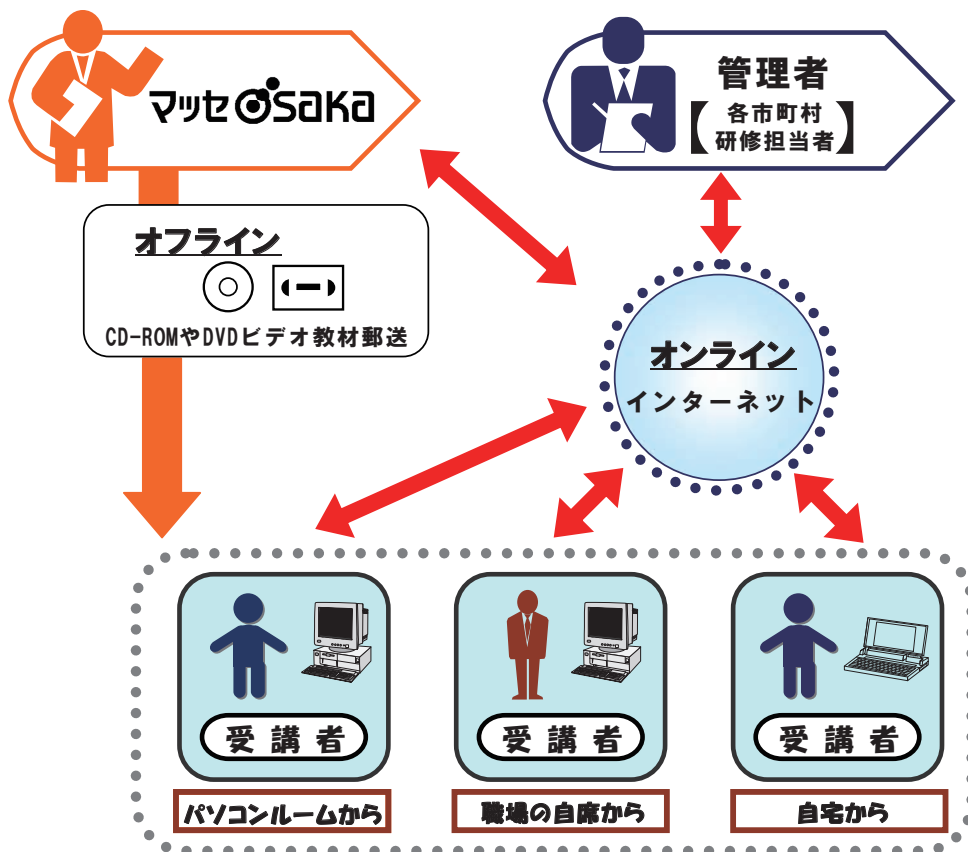 マッセOsaka
管理者
【各市町村
研修担当者】
オフライン
CD-ROMやDVDビデオ教材郵送
オンライン
インターネット
受講者
受講者
受講者
パソコンルームから
職場の自席から
自宅から